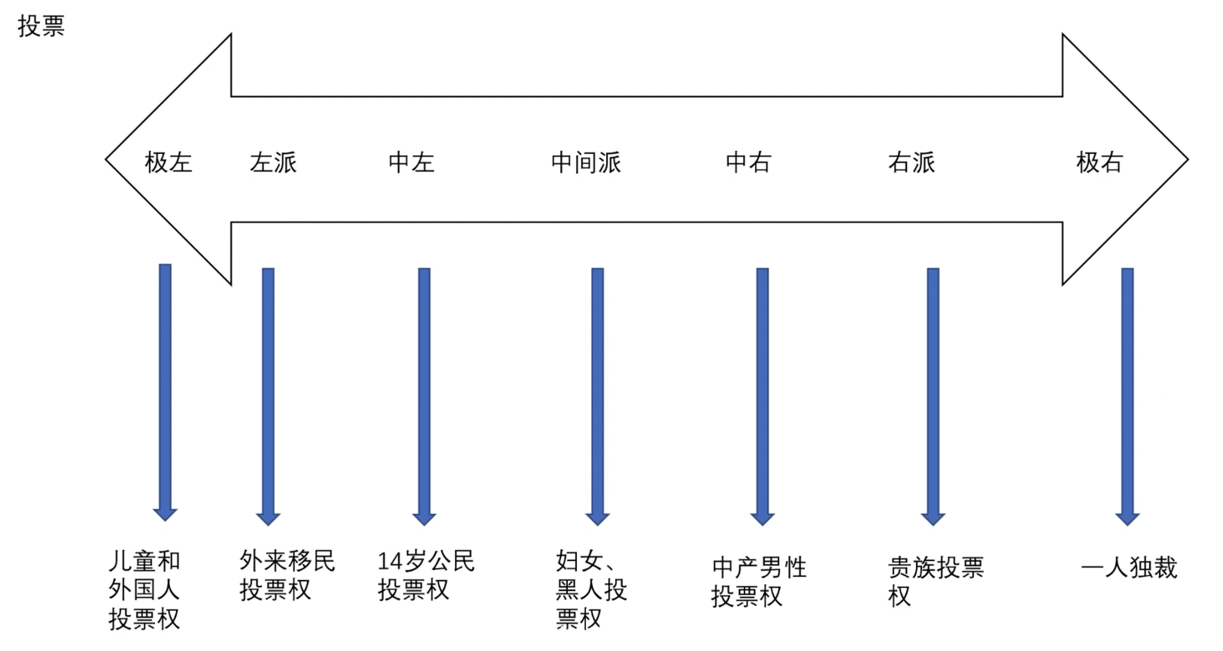 投票
极左
左派
中左
中间派
中右
右派
极右
儿童和
外国人
投票权
外来移民
投票权
14岁公民
投票权
妇女、
黑人投
票权
中产男性
投票权
贵族投票
权
一人独裁